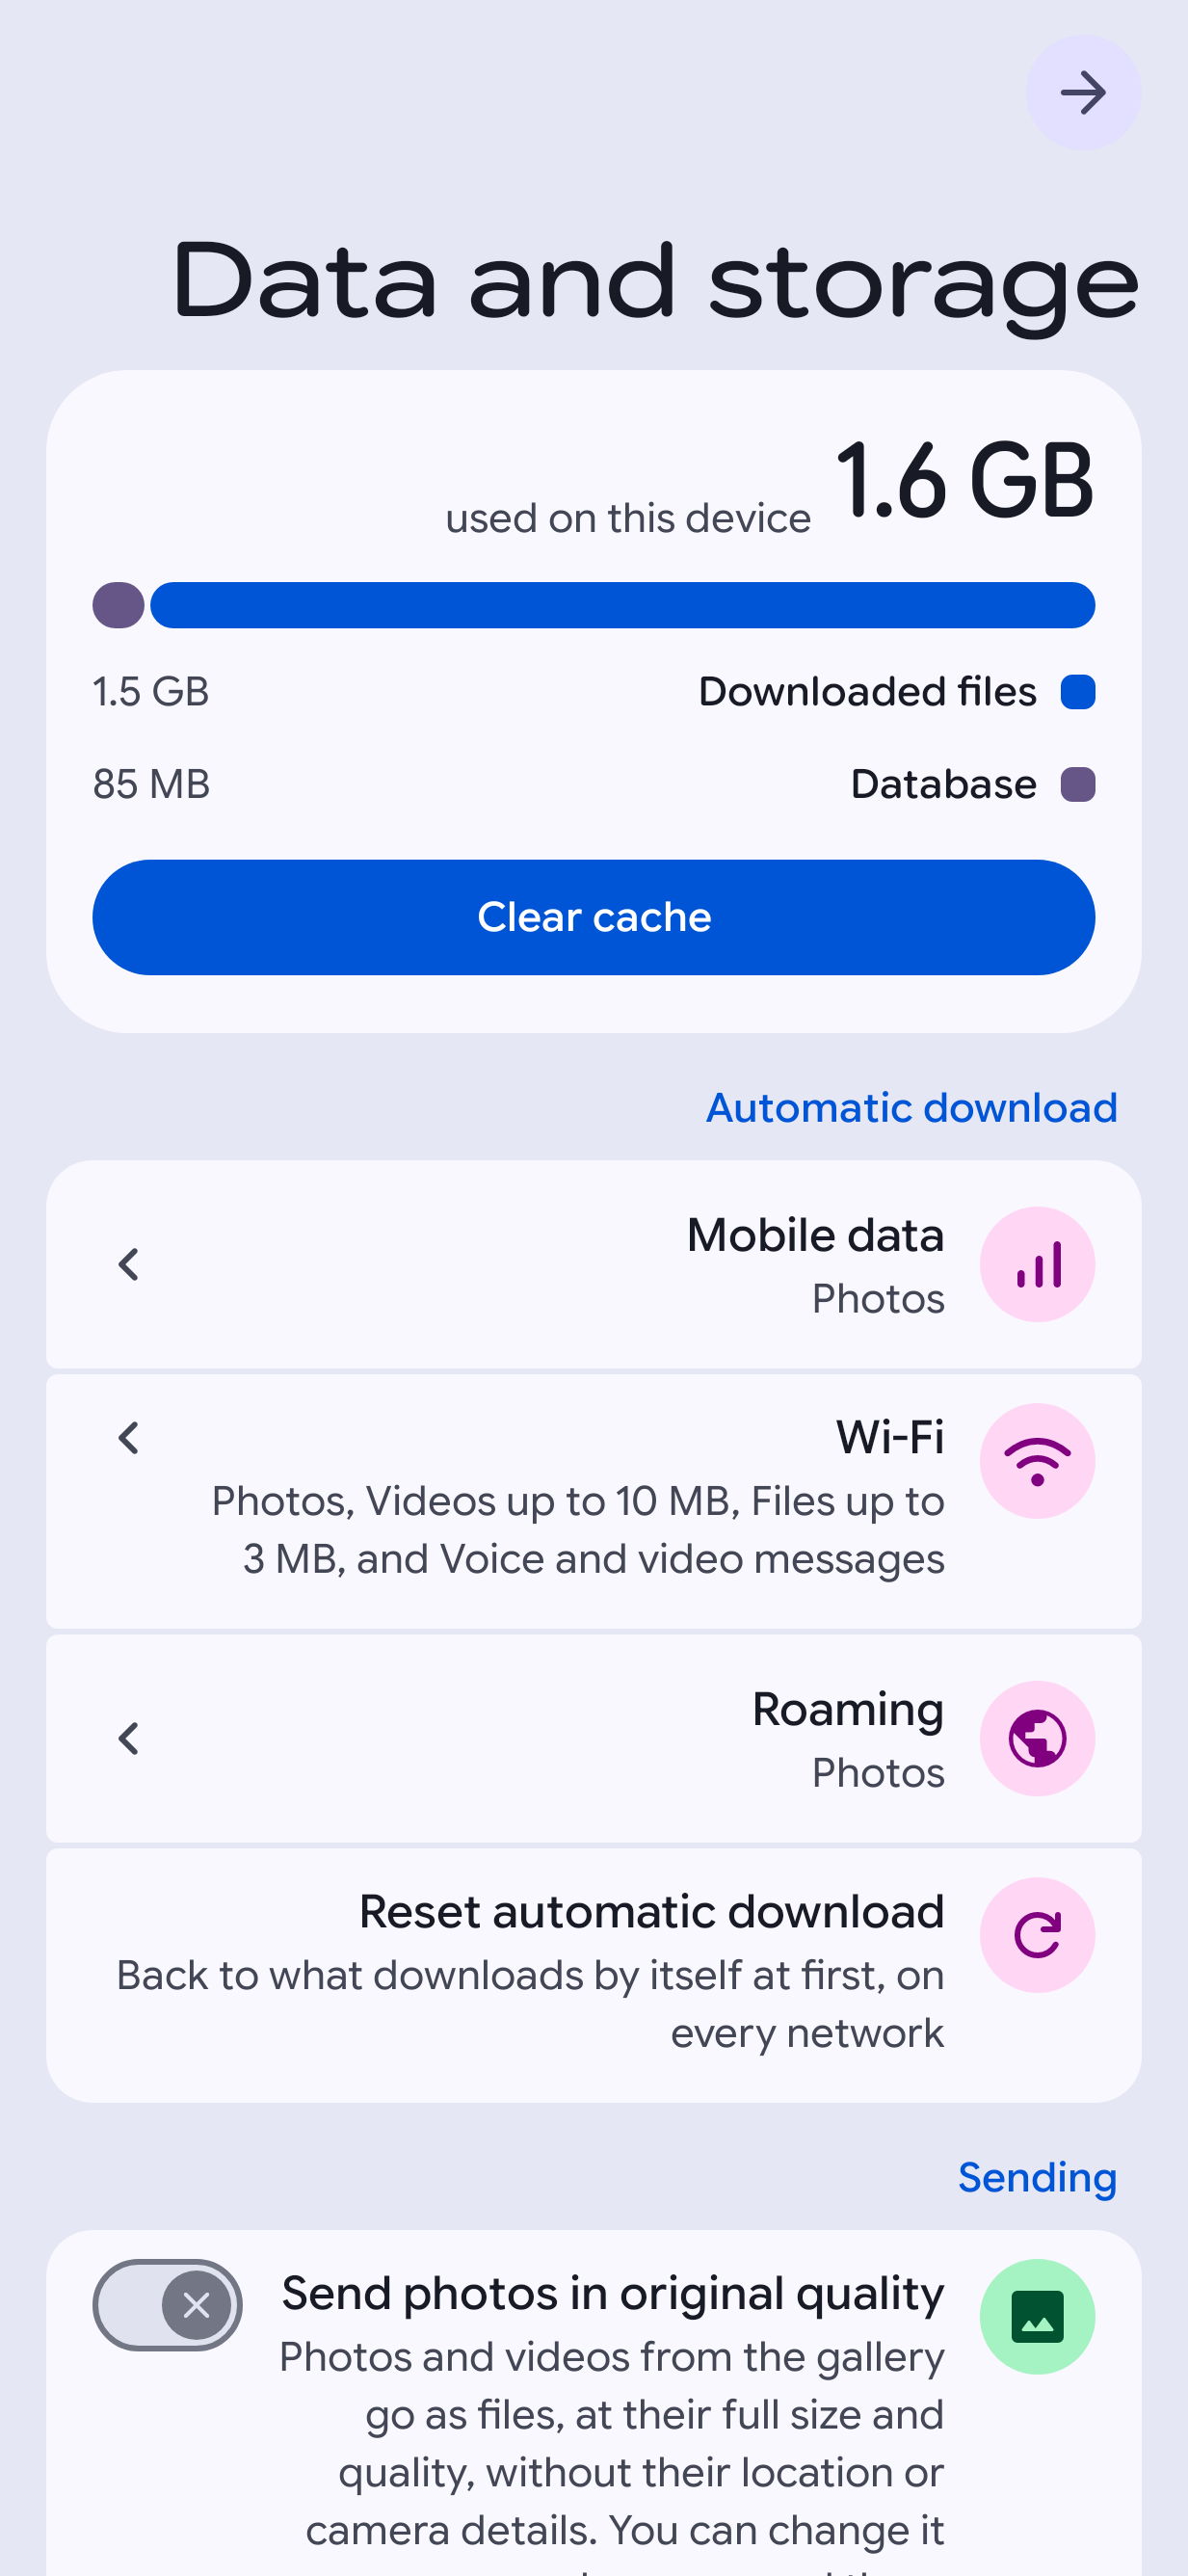 Data and storage
1.6 GB
used on this device
Downloaded files
1.5 GB
Database
85 MB
Clear cache
Automatic download
Mobile data
Photos
Wi-Fi
Photos, Videos up to 10 MB, Files up to
3 MB, and Voice and video messages
Roaming
Photos
Reset automatic download
Back to what downloads by itself at first, on
every network
Sending
Send photos in original quality
Photos and videos from the gallery
go as files, at their full size and
quality, without their location or
camera details. You can change it